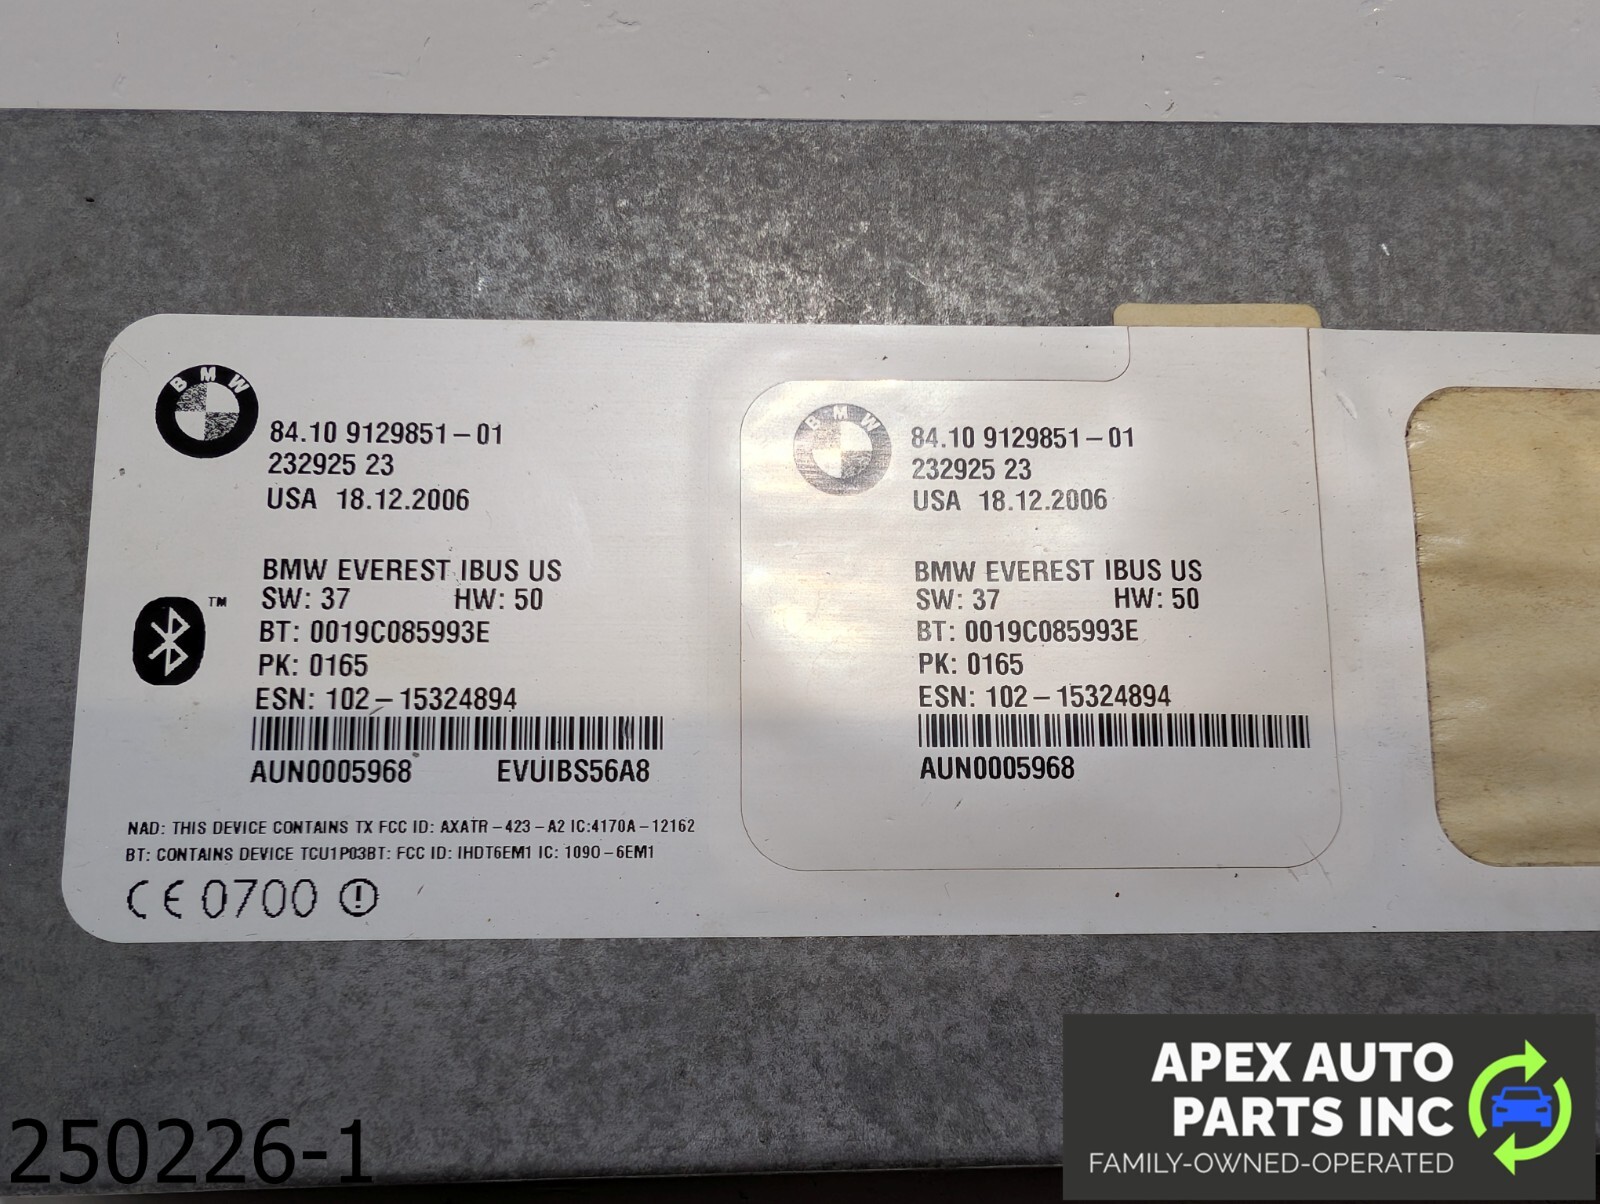 BMW
84.10 9129851-01
232925 23
USA 18.12.2006
BMW EVEREST IBUS US
SW: 37 HW: 50
BT: 0019C085993E
PK: 0165
ESN: 102-15324894
AUN0005968 EVUIBS56A8
NAD: THIS DEVICE CONTAINS TX FCC ID: AXATR-423-A2 IC:4170A-12162
BT: CONTAINS DEVICE TCU1P03BT: FCC ID: IHDT6EM1 IC: 1090-6EM1
CE 0700
TM
BMW
84.10 9129851-01
232925 23
USA 18.12.2006
BMW EVEREST IBUS US
SW: 37 HW: 50
BT: 0019C085993E
PK: 0165
ESN: 102-15324894
AUN0005968
250226-1
APEX AUTO
PARTS INC
FAMILY-OWNED-OPERATED